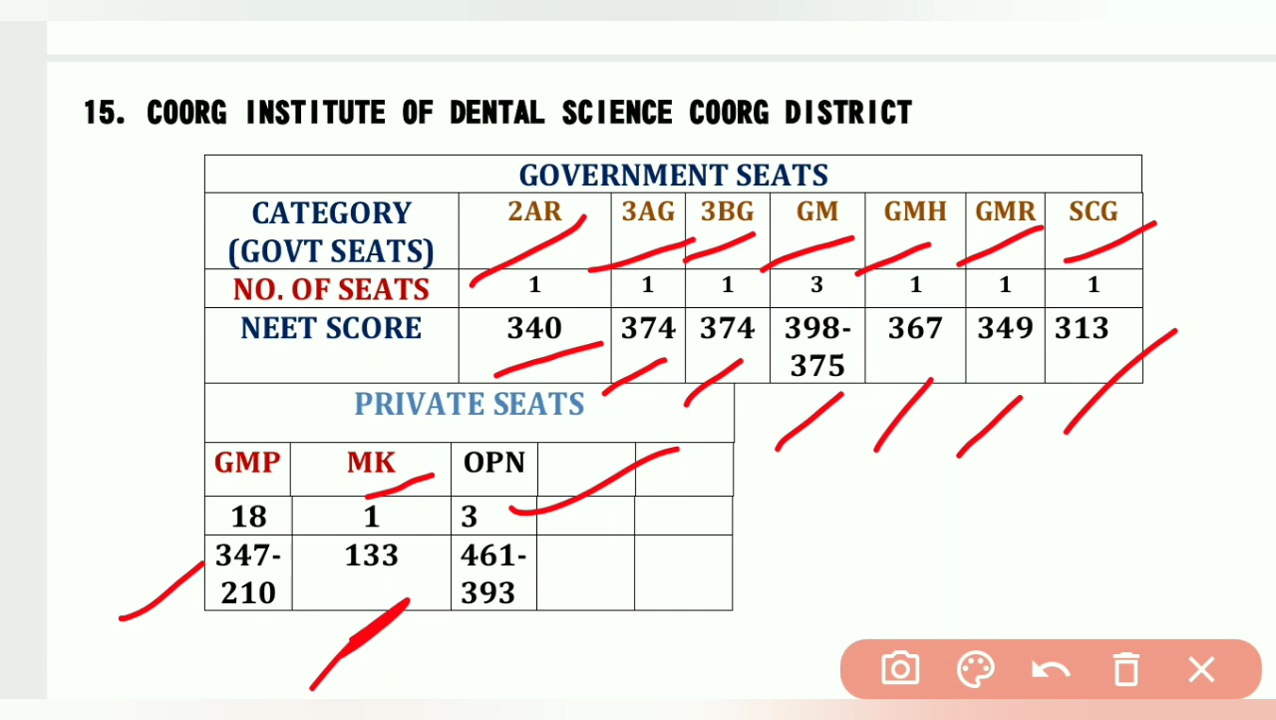 15. COORG INSTITUTE OF DENTAL SCIENCE COORG DISTRICT
GOVERNMENT SEATS
CATEGORY (GOVT SEATS) 2AR 3AG 3BG GM GMH GMR SCG
NO. OF SEATS 1 1 1 3 1 1 1
NEET SCORE 340 374 374 398-375 367 349 313
PRIVATE SEATS
GMP MK OPN
18 1 3
347-210 133 461-393